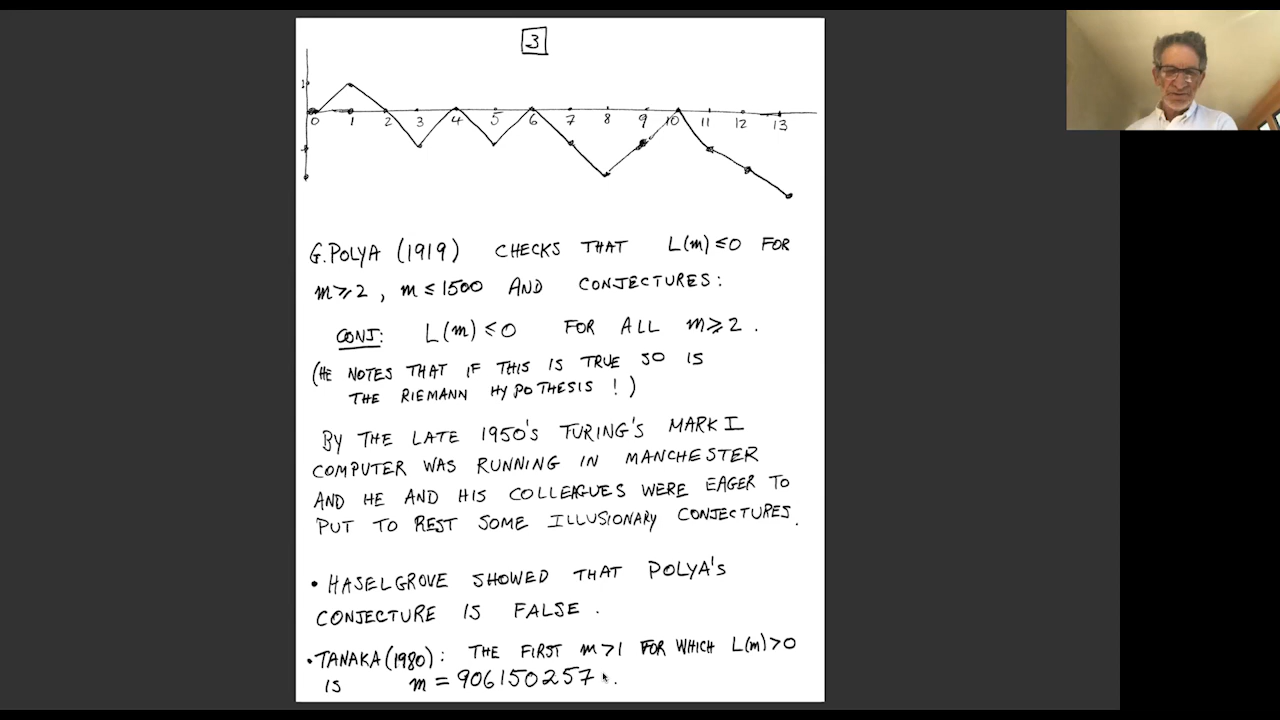 3
1
0 1 2 3 4 5 6 7 8 9 10 11 12 13
G. POLYA (1919) CHECKS THAT L(m) ≤ 0 FOR
m ≥ 2, m ≤ 1500 AND CONJECTURES:
CONJ: L(m) ≤ 0 FOR ALL m ≥ 2.
(HE NOTES THAT IF THIS IS TRUE SO IS
THE RIEMANN HYPOTHESIS !)
BY THE LATE 1950'S TURING'S MARK I
COMPUTER WAS RUNNING IN MANCHESTER
AND HE AND HIS COLLEAGUES WERE EAGER TO
PUT TO REST SOME ILLUSIONARY CONJECTURES.
• HASELGROVE SHOWED THAT POLYA'S
CONJECTURE IS FALSE.
• TANAKA (1980): THE FIRST m > 1 FOR WHICH L(m) > 0
IS m = 906150257.